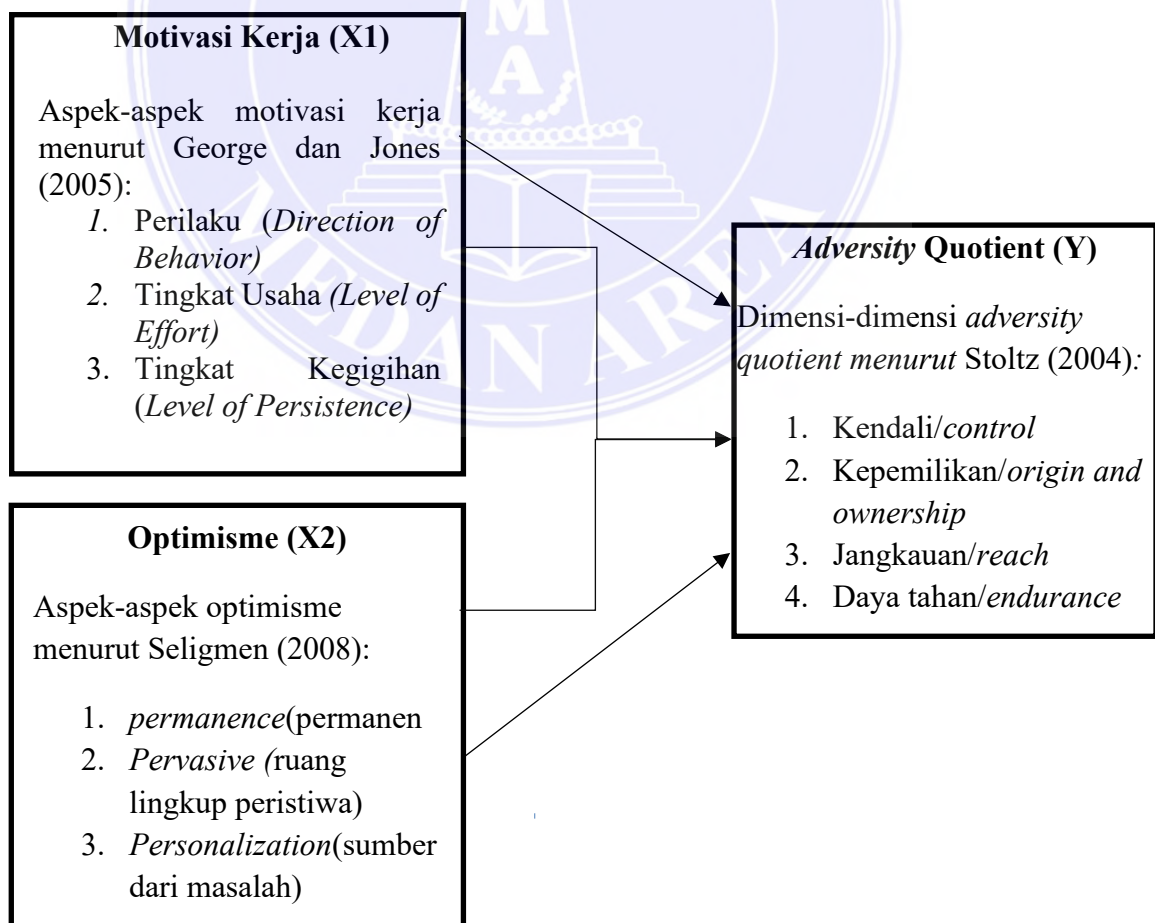 Motivasi Kerja (X1)
Aspek-aspek motivasi kerja
menurut George dan Jones
(2005):
1. Perilaku (Direction of
Behavior)
2. Tingkat Usaha (Level of
Effort)
3. Tingkat Kegigihan
(Level of Persistence)
Optimisme (X2)
Aspek-aspek optimisme
menurut Seligmen (2008):
1. permanence(permanen
2. Pervasive (ruang
lingkup peristiwa)
3. Personalization(sumber
dari masalah)
Adversity Quotient (Y)
Dimensi-dimensi adversity
quotient menurut Stoltz (2004):
1. Kendali/control
2. Kepemilikan/origin and
ownership
3. Jangkauan/reach
4. Daya tahan/endurance
M
A
MEDAN AREA